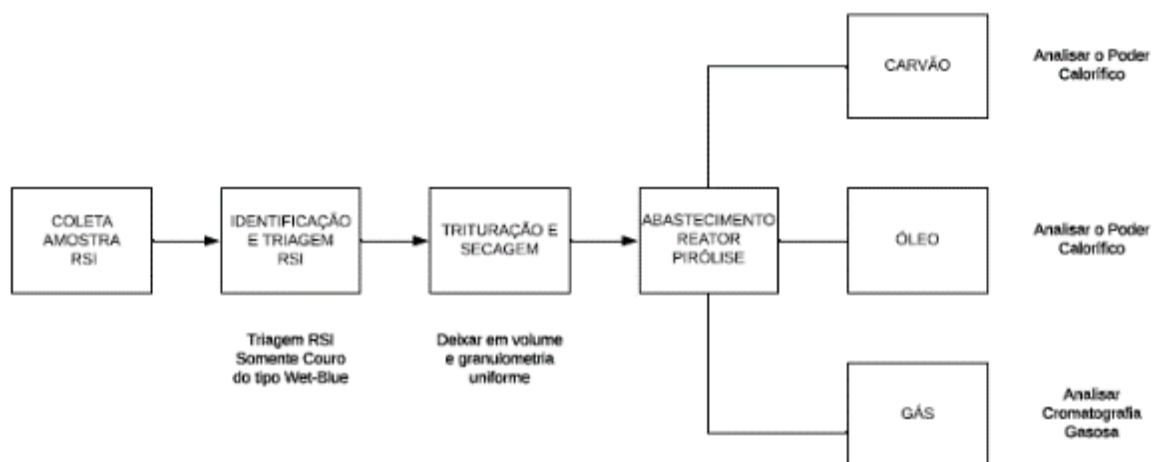 COLETA
AMOSTRA
RSI
IDENTIFICAÇÃO
E TRIAGEM
RSI
Triagem RSI
Somente Couro
do tipo Wet-Blue
TRITURAÇÃO E
SECAGEM
Deixar em volume
e granulometria
uniforme
ABASTECIMENTO
REATOR
PIRÓLISE
CARVÃO
Analisar o Poder
Calorífico
ÓLEO
Analisar o Poder
Calorífico
GÁS
Analisar
Cromatografia
Gasosa